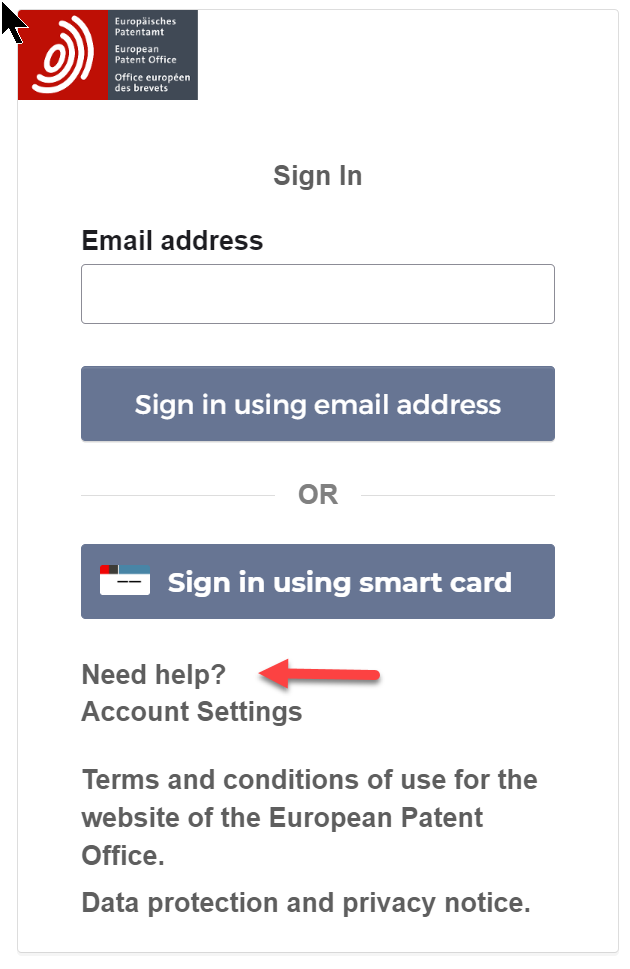 Europäisches
Patentamt
European
Patent Office
Office européen
des brevets
Sign In
Email address
Sign in using email address
OR
Sign in using smart card
Need help?
Account Settings
Terms and conditions of use for the
website of the European Patent
Office.
Data protection and privacy notice.